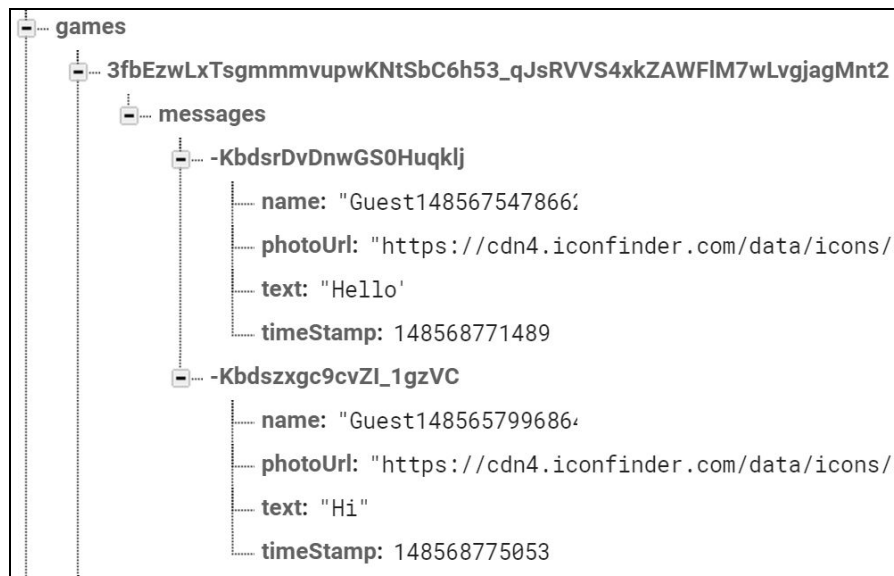 games
3fbEzwLxTsgmmmvupwKNtSbC6h53_qJsRVVS4xkZAWFlM7wLvgjagMnt2
messages
-KbdsrDvDnwGS0Huqklj
name: "Guest148567547866
photoUrl: "https://cdn4.iconfinder.com/data/icons/
text: "Hello'
timeStamp: 148568771489
-Kbdszxgc9cvZI_1gzVC
name: "Guest148565799686
photoUrl: "https://cdn4.iconfinder.com/data/icons/
text: "Hi"
timeStamp: 148568775053